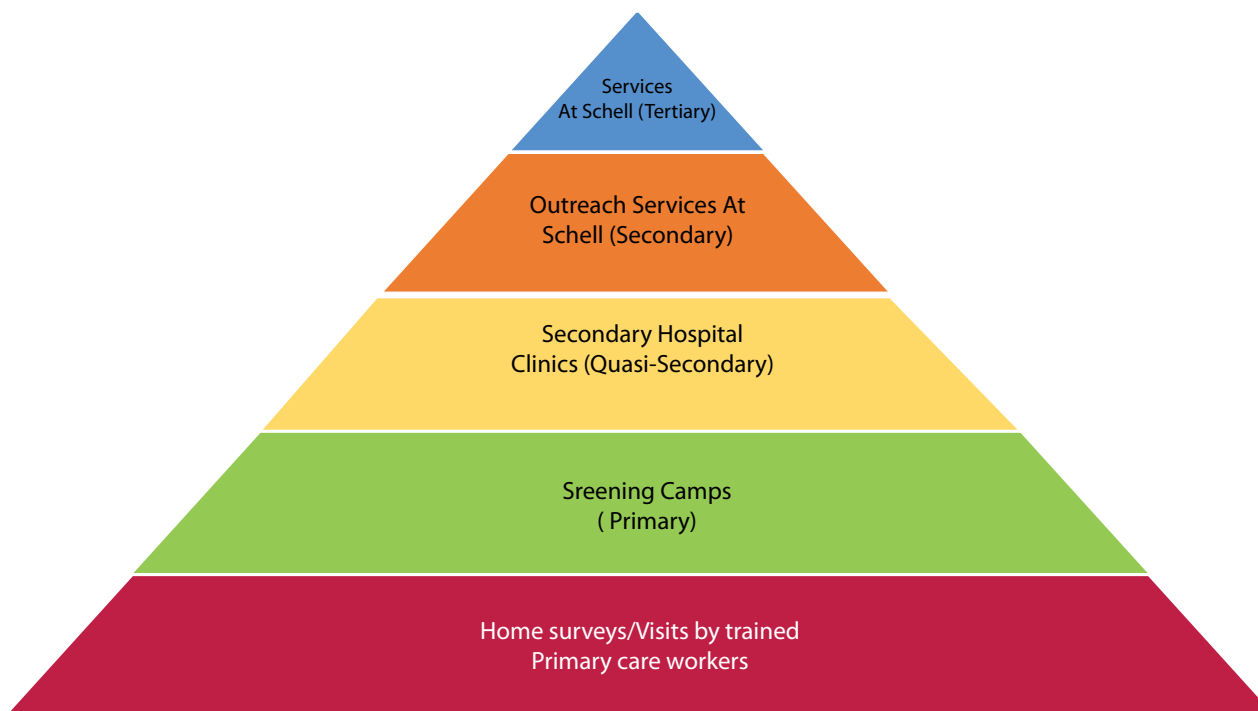 Services
At Schell (Tertiary)
Outreach Services At
Schell (Secondary)
Secondary Hospital
Clinics (Quasi-Secondary)
Sreening Camps
( Primary)
Home surveys/Visits by trained
Primary care workers